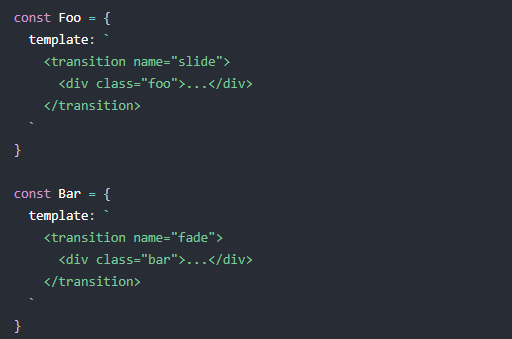 const Foo = {
  template: `
    <transition name="slide">
      <div class="foo">...</div>
    </transition>
  `
}

const Bar = {
  template: `
    <transition name="fade">
      <div class="bar">...</div>
    </transition>
  `
}